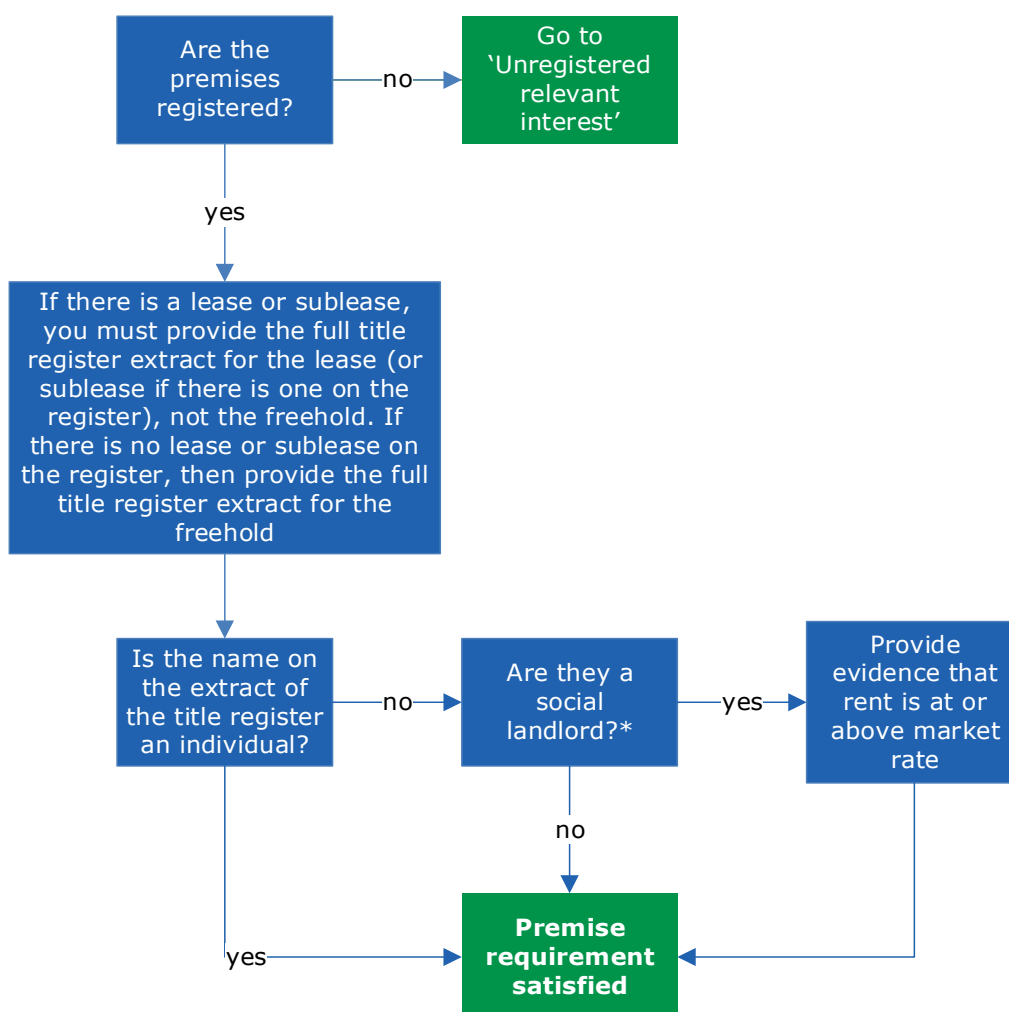 Are the
premises
registered?
no
Go to
‘Unregistered
relevant
interest’
yes
If there is a lease or sublease,
you must provide the full title
register extract for the lease (or
sublease if there is one on the
register), not the freehold. If
there is no lease or sublease on
the register, then provide the full
title register extract for the
freehold
Is the name on
the extract of
the title register
an individual?
no
Are they a
social
landlord?*
yes
Provide
evidence that
rent is at or
above market
rate
no
yes
Premise
requirement
satisfied